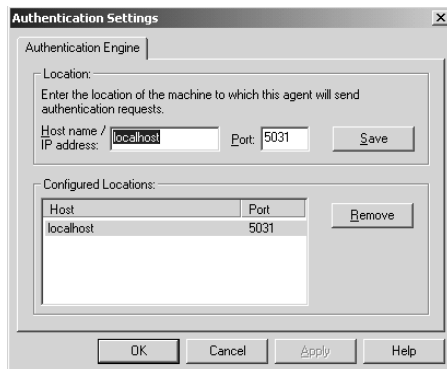 Authentication Settings
Authentication Engine
Location:
Enter the location of the machine to which this agent will send
authentication requests.
Host name /
IP address:
localhost
Port:
5031
Save
Configured Locations:
Host
Port
localhost
5031
Remove
OK
Cancel
Apply
Help